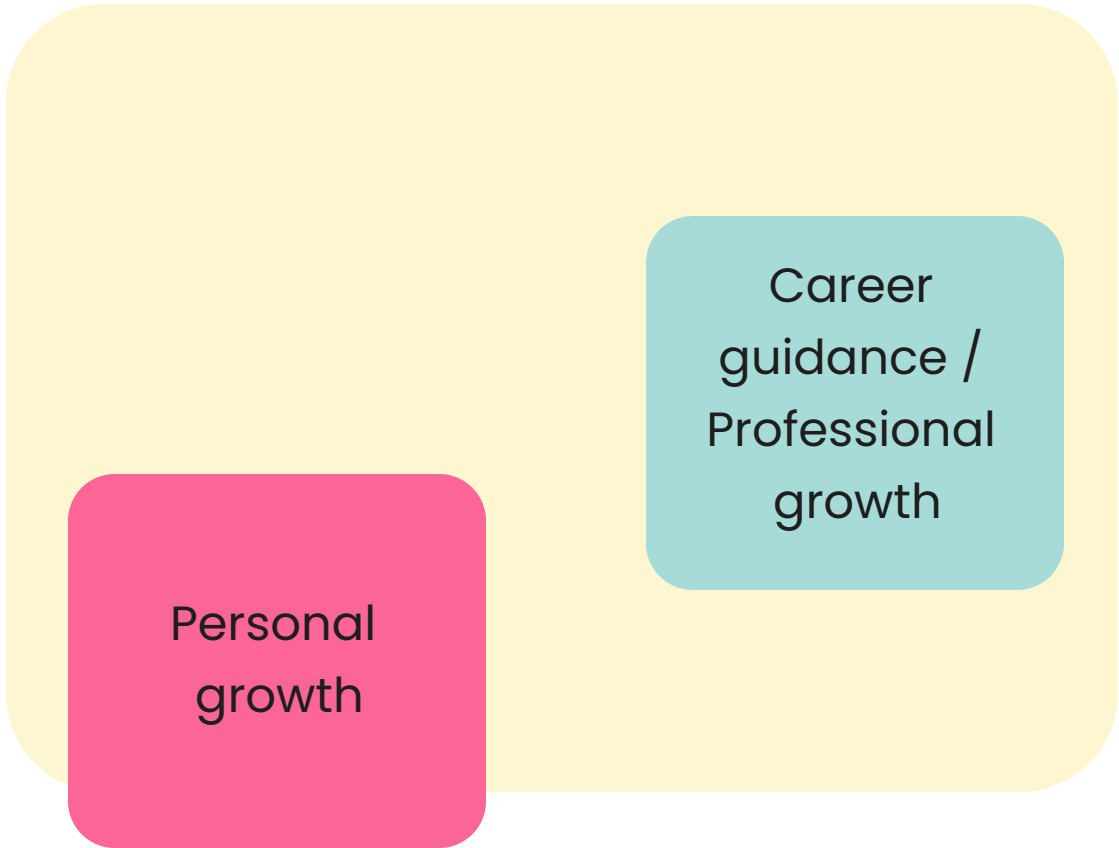 Career
guidance /
Professional
growth
Personal
growth